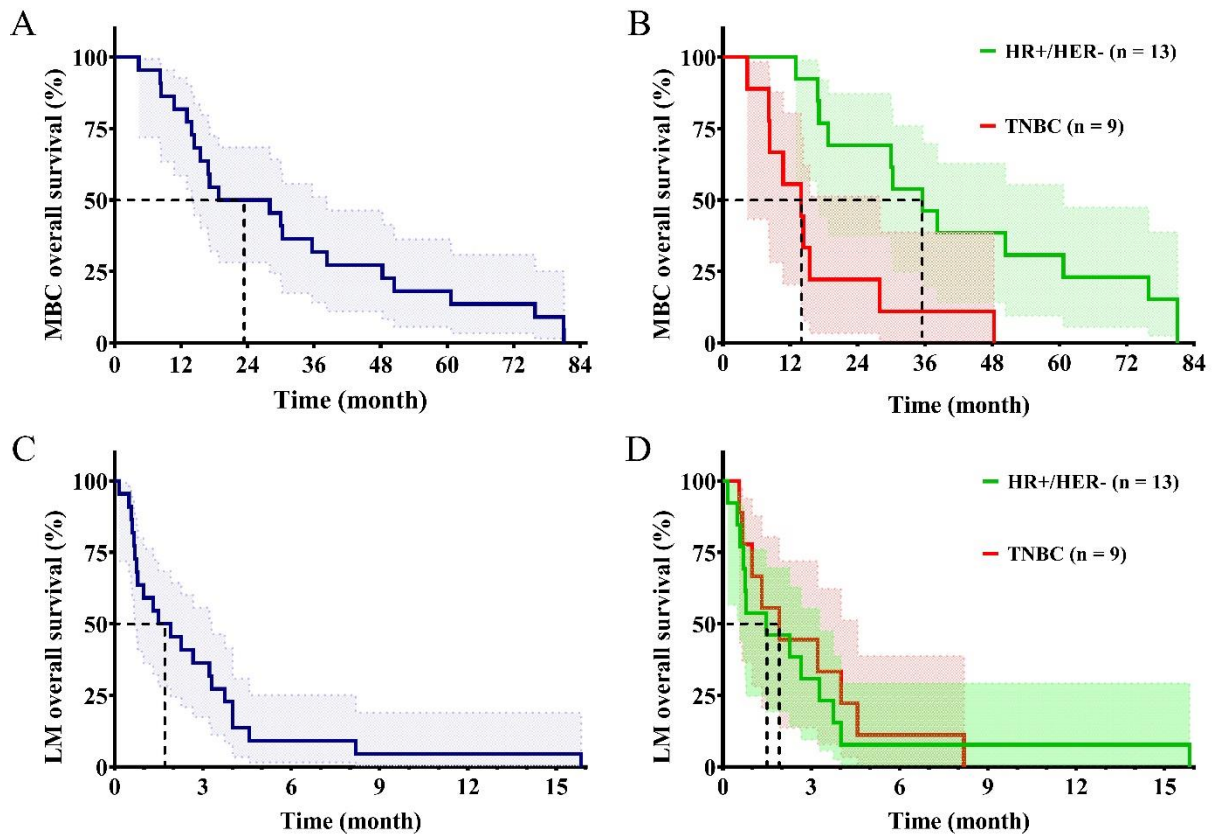 A
MBC overall survival (%)
100
75
50
25
0
0 12 24 36 48 60 72 84
Time (month)
B
MBC overall survival (%)
100
75
50
25
0
HR+/HER- (n = 13)
TNBC (n = 9)
0 12 24 36 48 60 72 84
Time (month)
C
LM overall survival (%)
100
75
50
25
0
0 3 6 9 12 15
Time (month)
D
LM overall survival (%)
100
75
50
25
0
HR+/HER- (n = 13)
TNBC (n = 9)
0 3 6 9 12 15
Time (month)